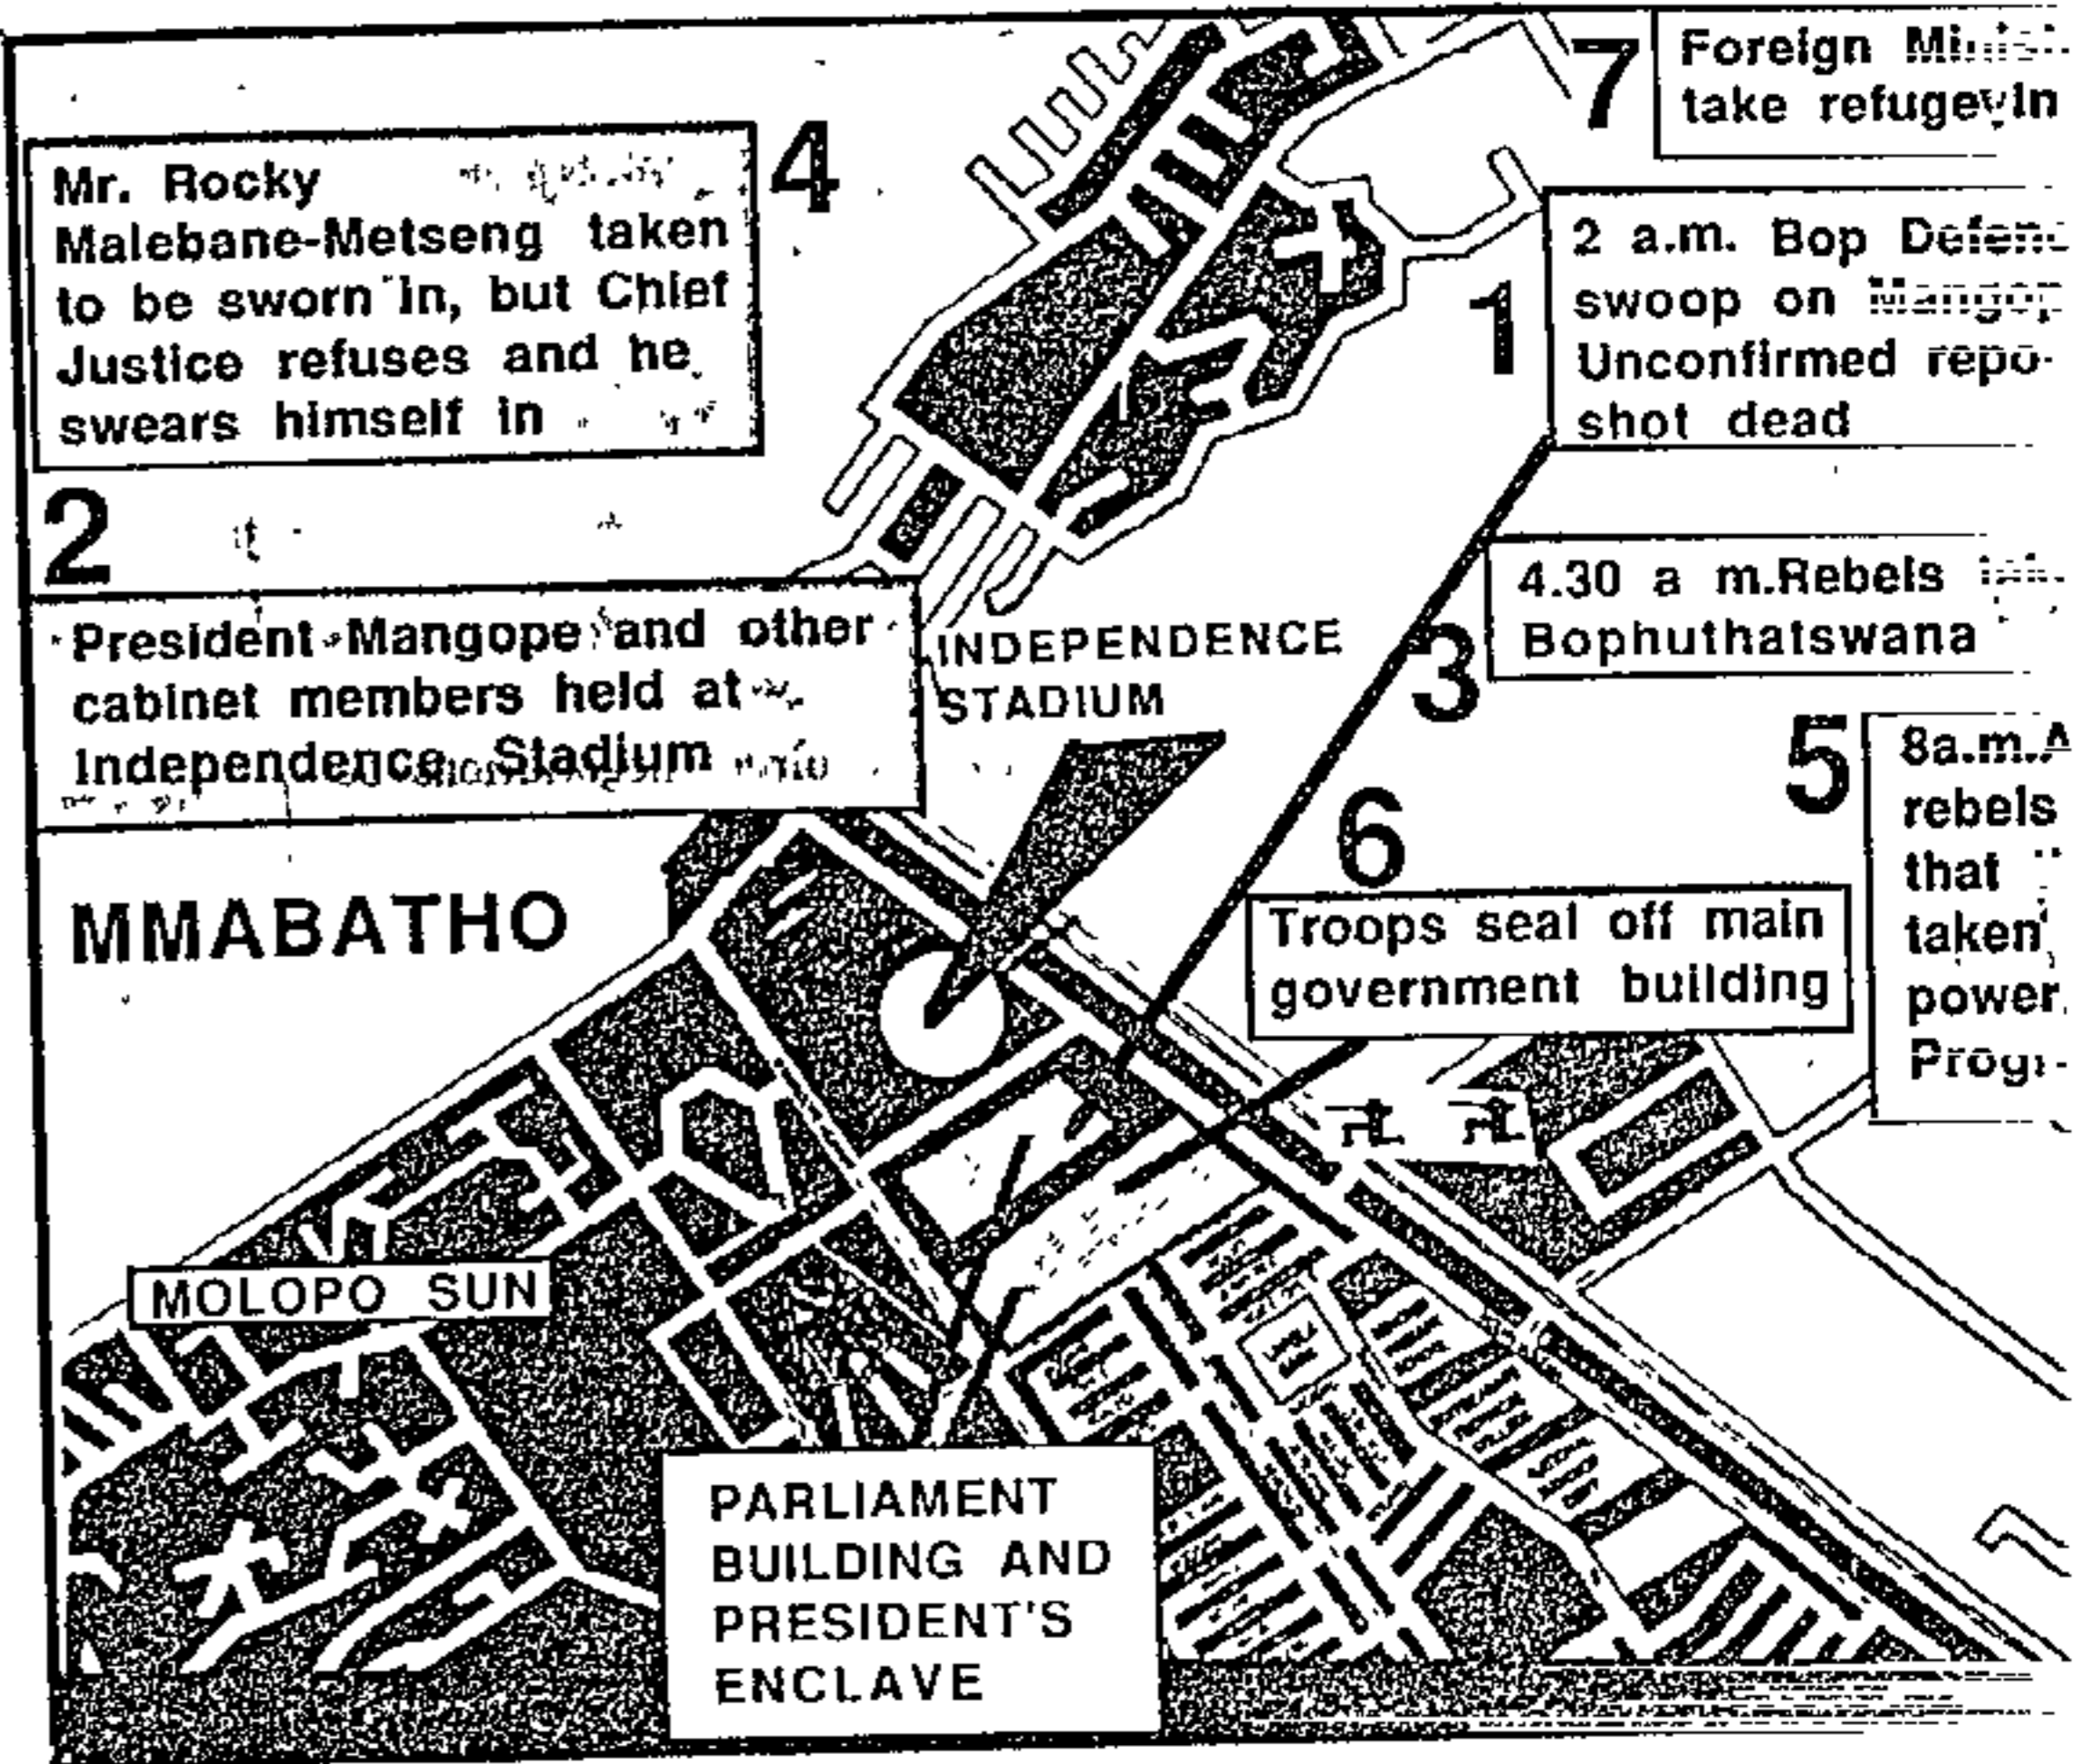 4
Mr. Rocky
Malebane-Metseng taken
to be sworn in, but Chief
Justice refuses and he
swears himself in
2
President Mangope and other
cabinet members held at
Independence Stadium
MMABATHO
INDEPENDENCE
STADIUM
7
Foreign
take refuge in
1
2 a.m. Bop
swoop on
Unconfirmed
shot dead
3
4.30 a m.Rebels
Bophuthatswana
5
8a.m.
rebels
that
taken
power.
6
Troops seal off main
government building
MOLOPO SUN
PARLIAMENT
BUILDING AND
PRESIDENT'S
ENCLAVE